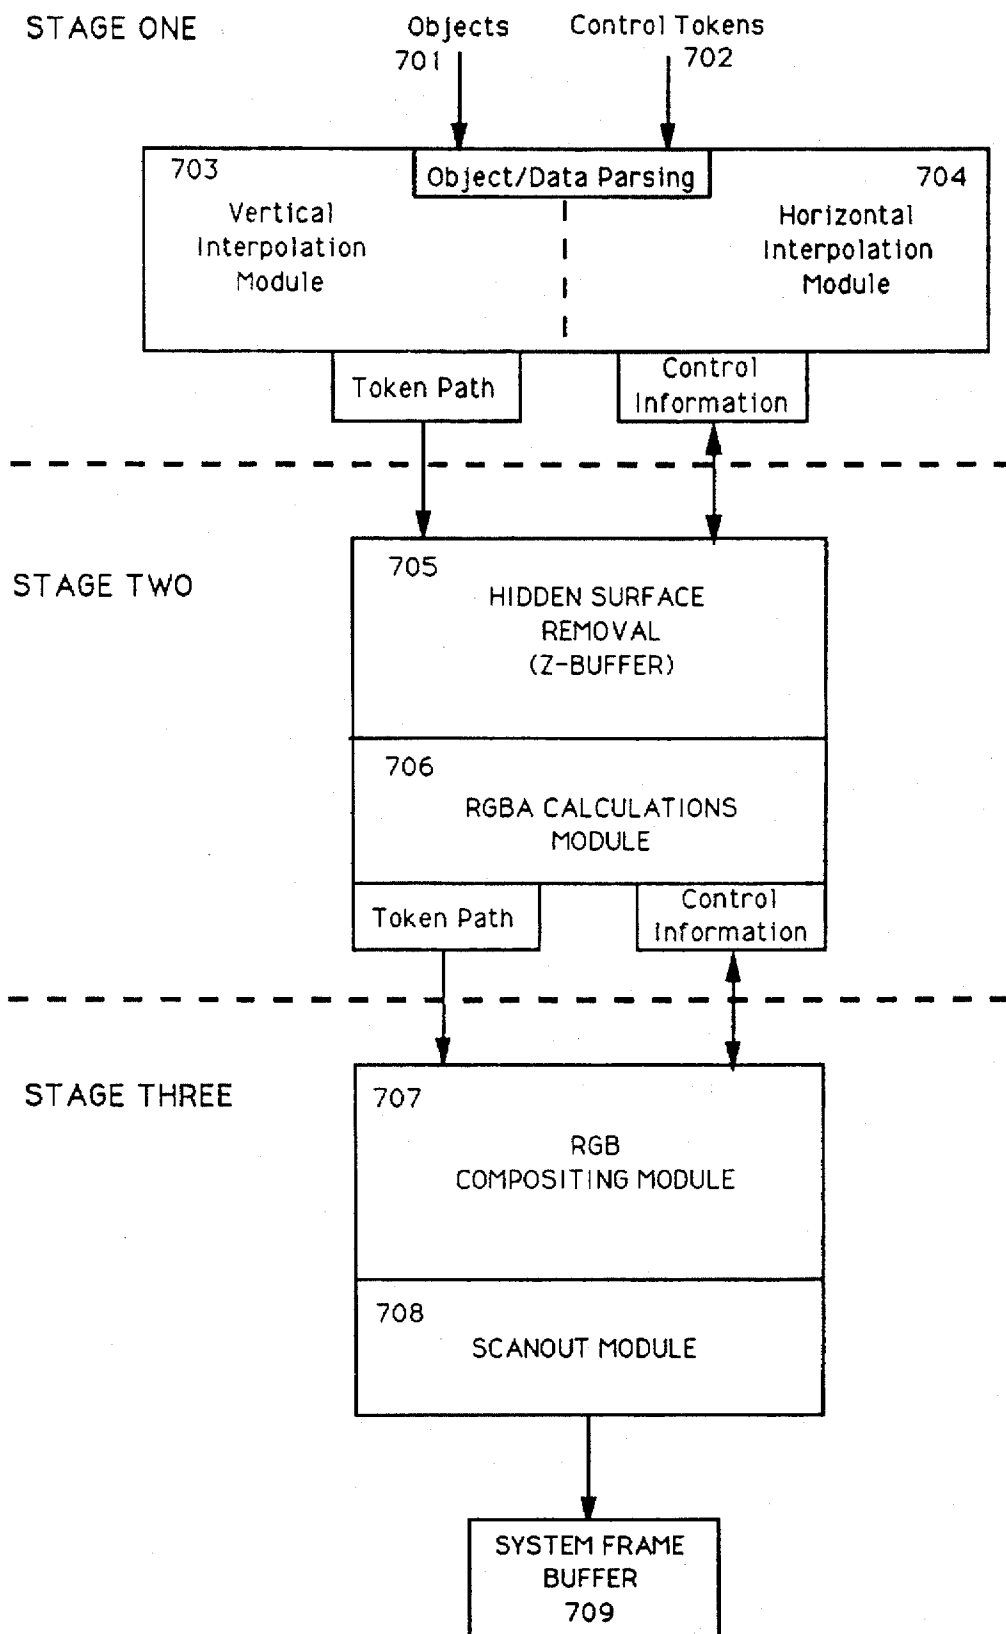 STAGE ONE
Objects
701
Control Tokens
702
703
Object/Data Parsing
704
Vertical
Interpolation
Module
Horizontal
Interpolation
Module
Token Path
Control
Information
STAGE TWO
705
HIDDEN SURFACE
REMOVAL
(Z-BUFFER)
706
RGBA CALCULATIONS
MODULE
Token Path
Control
Information
STAGE THREE
707
RGB
COMPOSITING MODULE
708
SCANOUT MODULE
SYSTEM FRAME
BUFFER
709